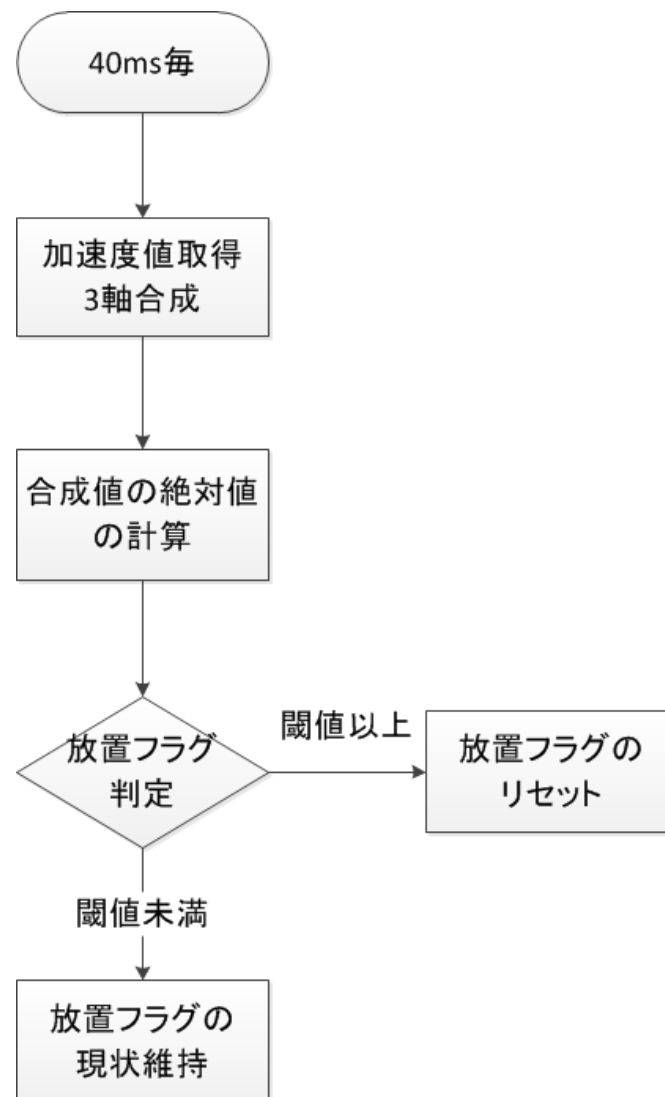 40ms毎
加速度値取得
3軸合成
合成値の絶対値
の計算
放置フラグ
判定
閾値以上
放置フラグの
リセット
閾値未満
放置フラグの
現状維持